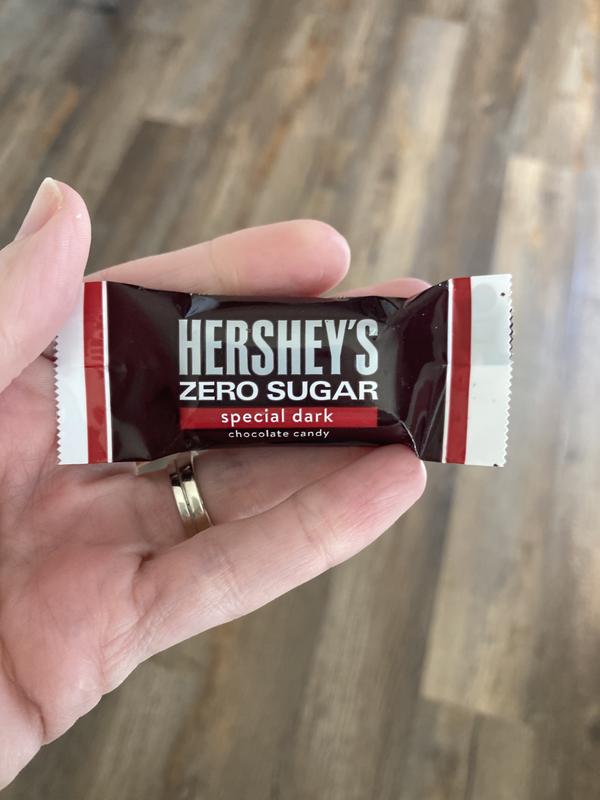 HERSHEY'S
ZERO SUGAR
special dark
chocolate candy